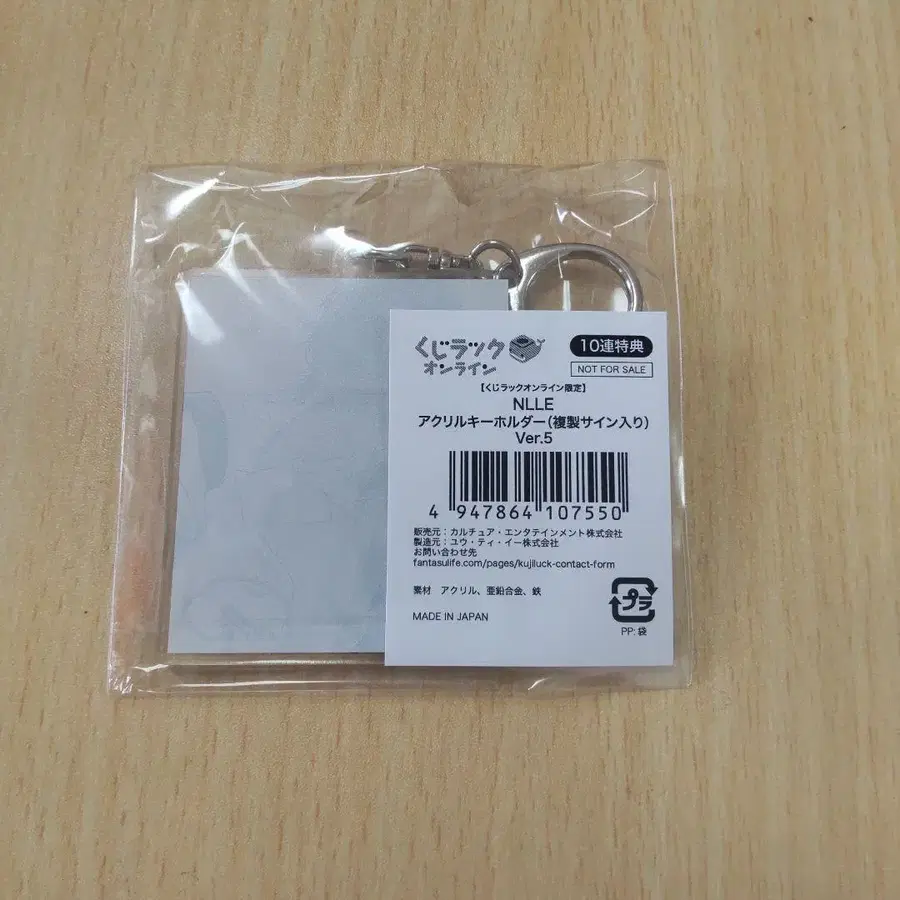 くじラック
オンライン
10連特典
NOT FOR SALE
【くじラックオンライン限定】
NLLE
アクリルキーホルダー(複製サイン入り)
Ver.5
4 947864 107550
販売元:カルチュア・エンタテインメント株式会社
製造元:ユウ・ティ・イー株式会社
お問い合わせ先
fantasulife.com/pages/kujiluck-contact-form
素材 アクリル、亜鉛合金、鉄
MADE IN JAPAN
プラ
PP: 袋